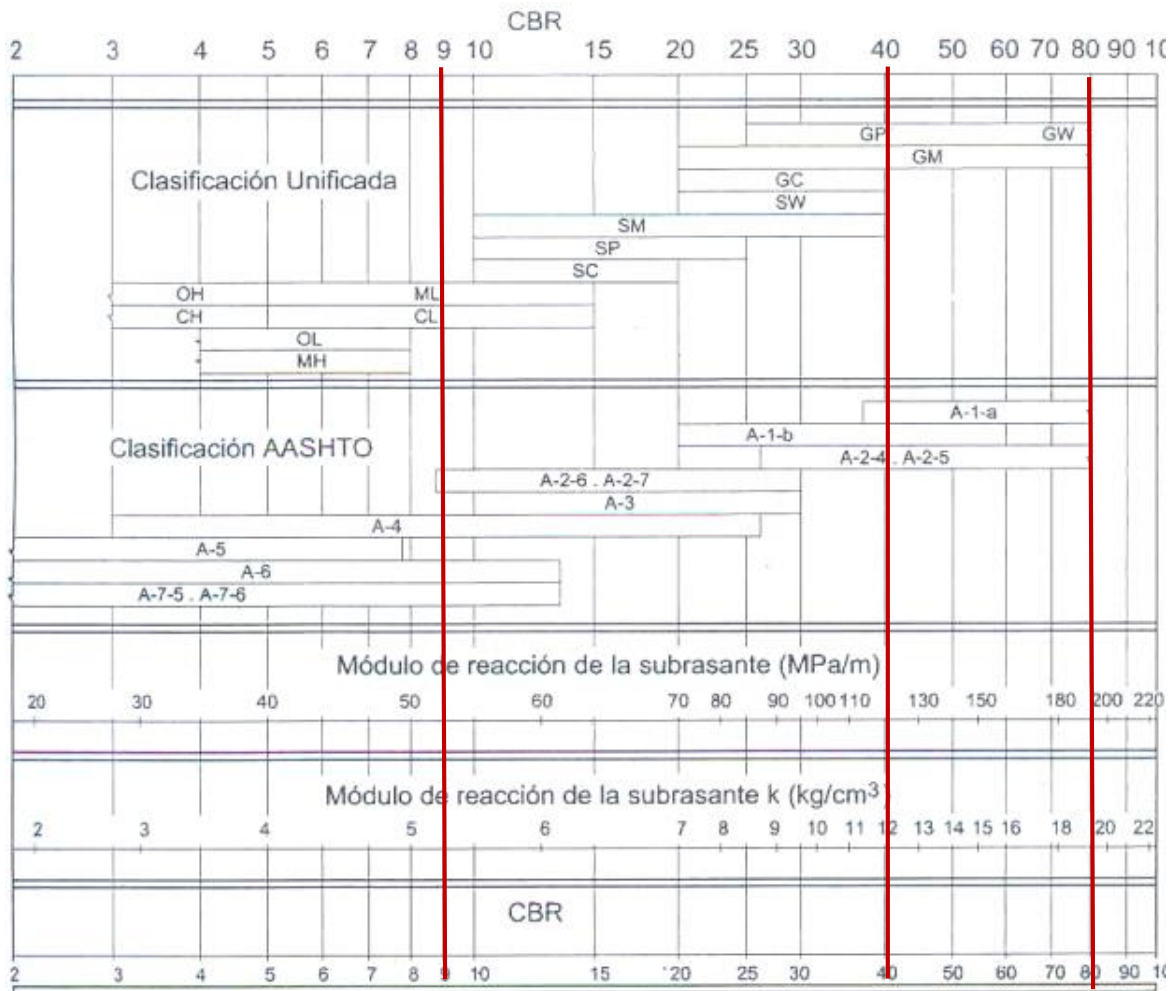 CBR
2 3 4 5 6 7 8 9 10 15 20 25 30 40 50 60 70 80 90 10
GP GW
GM
Clasificación Unificada
GC
SW
SM
SP
SC
OH ML
CH CL
OL
MH
A-1-a
Clasificación AASHTO A-1-b
A-2-4 . A-2-5
A-2-6 . A-2-7
A-3
A-4
A-5
A-6
A-7-5 . A-7-6
Módulo de reacción de la subrasante (MPa/m)
20 30 40 50 60 70 80 90 100 110 130 150 180 200 220
Módulo de reacción de la subrasante k (kg/cm³)
2 3 4 5 6 7 8 9 10 11 12 13 14 15 16 18 20 22
CBR
2 3 4 5 6 7 8 9 10 15 20 25 30 40 50 60 70 80 90 10